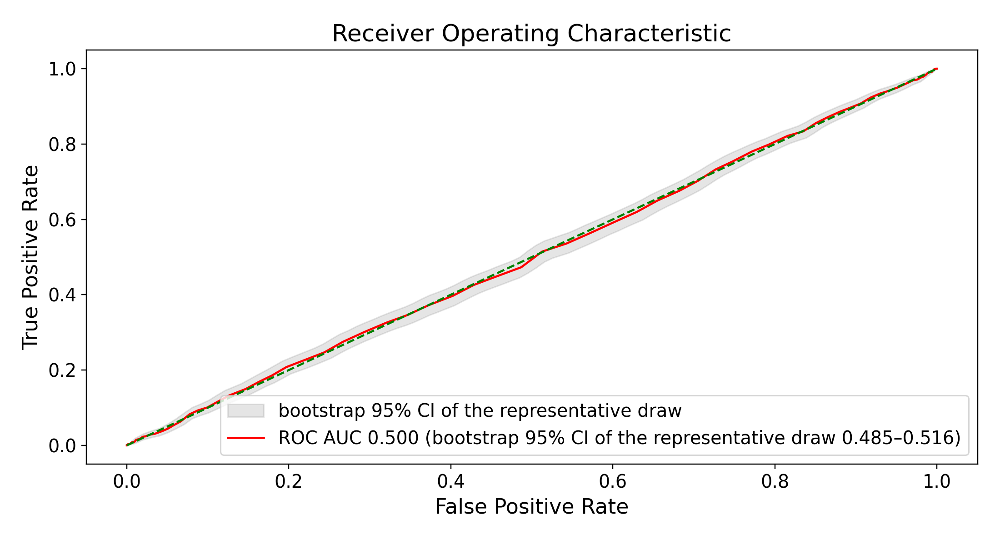 Receiver Operating Characteristic
True Positive Rate
1.0
0.8
0.6
0.4
0.2
0.0
bootstrap 95% CI of the representative draw
ROC AUC 0.500 (bootstrap 95% CI of the representative draw 0.485–0.516)
0.0 0.2 0.4 0.6 0.8 1.0
False Positive Rate